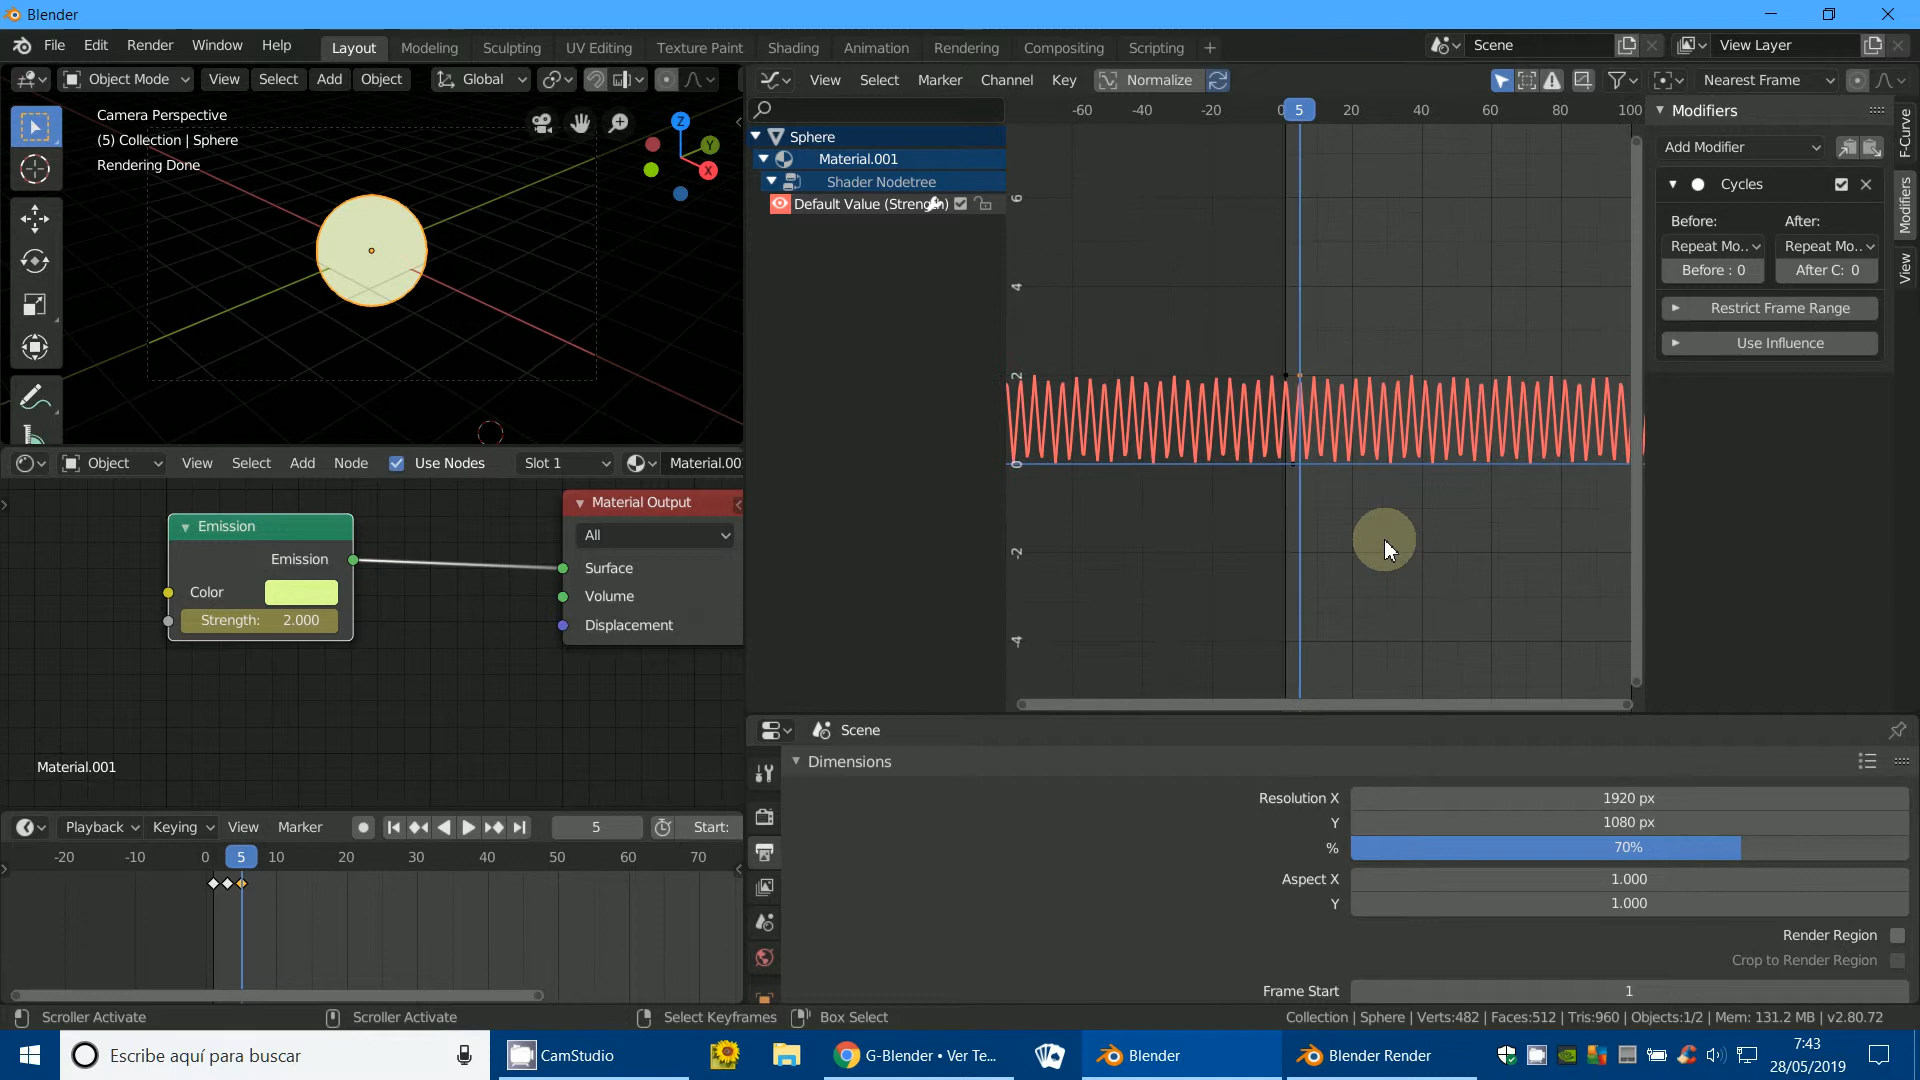 Blender
File Edit Render Window Help Layout Modeling Sculpting UV Editing Texture Paint Shading Animation Rendering Compositing Scripting + Scene View Layer
Object Mode View Select Add Object Global
View Select Marker Channel Key Normalize Nearest Frame
Camera Perspective
(5) Collection | Sphere
Rendering Done
Z Y X
-60 -40 -20 0 5 20 40 60 80 100
6
4
2
0
-2
-4
Sphere
Material.001
Shader Nodetree
Default Value (Strength)
Modifiers
Add Modifier
Cycles
Before: After:
Repeat Mo.. Repeat Mo..
Before : 0 After C: 0
Restrict Frame Range
Use Influence
F-Curve
Modifiers
View
Object View Select Add Node Use Nodes Slot 1 Material.00
Emission
Emission
Color
Strength: 2.000
Material Output
All
Surface
Volume
Displacement
Material.001
Scene
Dimensions
Resolution X 1920 px
Y 1080 px
% 70%
Aspect X 1.000
Y 1.000
Render Region
Crop to Render Region
Frame Start 1
Playback Keying View Marker 5 Start:
-20 -10 0 5 10 20 30 40 50 60 70
Scroller Activate Scroller Activate Select Keyframes Box Select Collection | Sphere | Verts:482 | Faces:512 | Tris:960 | Objects:1/2 | Mem: 131.2 MB | v2.80.72
Escribe aquí para buscar CamStudio G-Blender • Ver Te... Blender Blender Render
7:43
28/05/2019